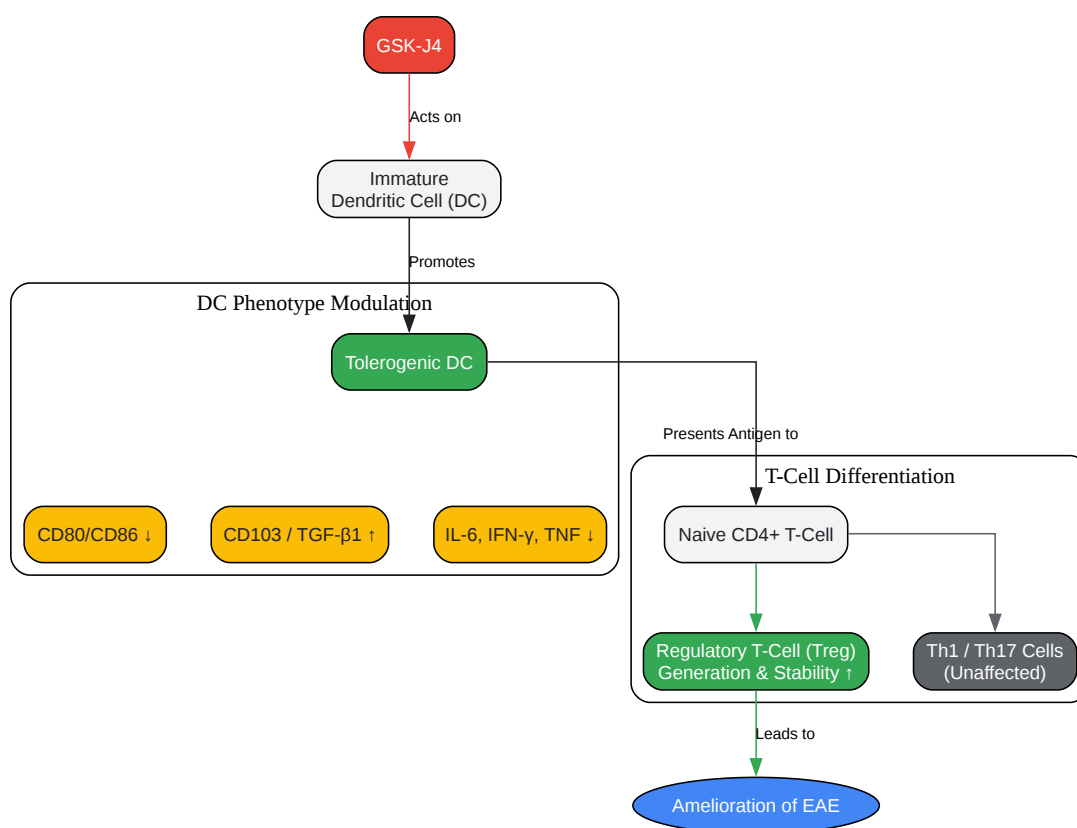 GSK-J4
Acts on
Immature
Dendritic Cell (DC)
Promotes
DC Phenotype Modulation
Tolerogenic DC
Presents Antigen to
T-Cell Differentiation
CD80/CD86 ↓
CD103 / TGF-β1 ↑
IL-6, IFN-γ, TNF ↓
Naive CD4+ T-Cell
Regulatory T-Cell (Treg)
Generation & Stability ↑
Th1 / Th17 Cells
(Unaffected)
Leads to
Amelioration of EAE